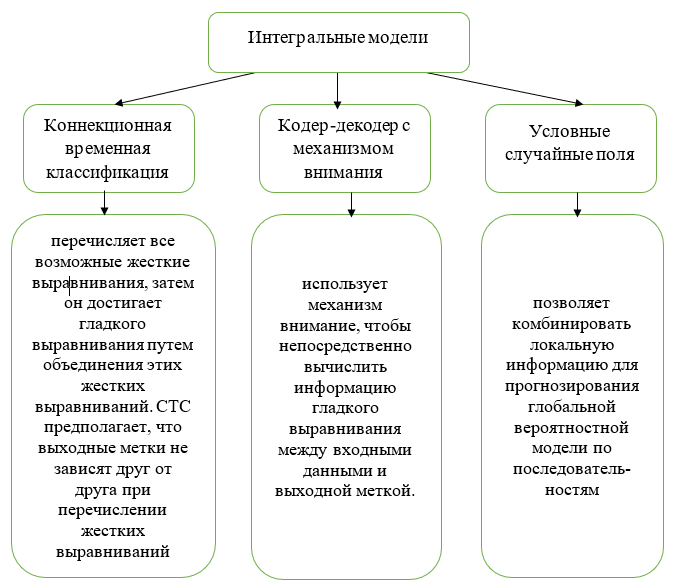 Интегральные модели
Коннекционная
временная
классификация
Кодер-декодер с
механизмом
внимания
Условные
случайные поля
перечисляет все
возможные жесткие
выравнивания, затем
он достигает
гладкого
выравнивания путем
объединения этих
жестких
выравниваний. СТС
предполагает, что
выходные метки не
зависят друг от
друга при
перечислении
жестких
выравниваний
использует
механизм
внимание, чтобы
непосредственно
вычислить
информацию
гладкого
выравнивания
между входными
данными и
выходной меткой.
позволяет
комбинировать
локальную
информацию для
прогнозирования
глобальной
вероятностной
модели по
последователь-
ностям